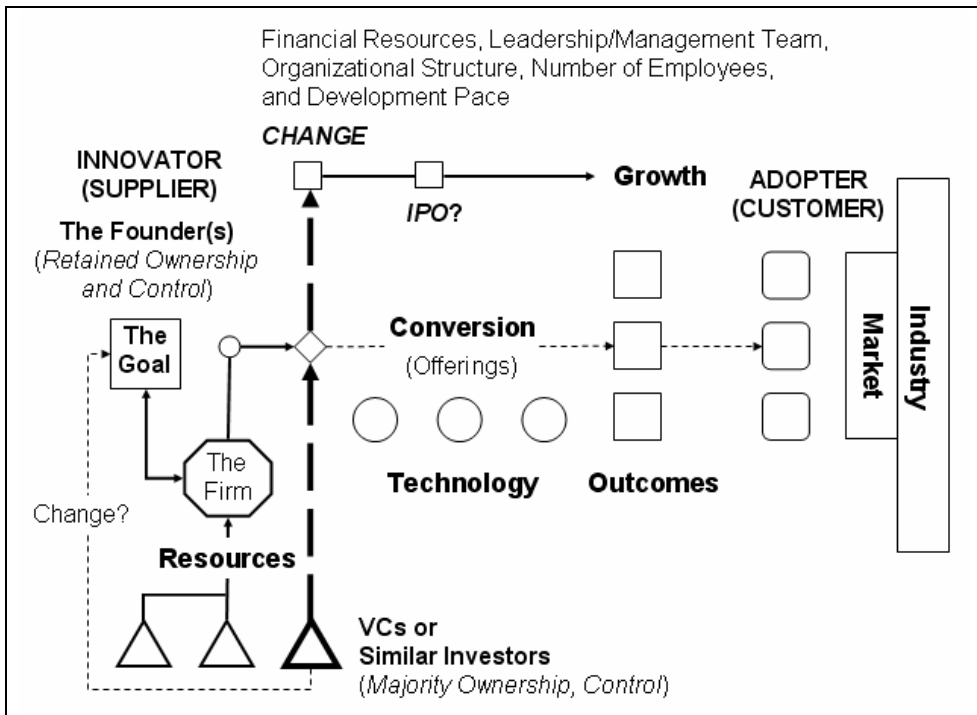 Financial Resources, Leadership/Management Team,
Organizational Structure, Number of Employees,
and Development Pace
CHANGE
INNOVATOR
(SUPPLIER)
Growth
ADOPTER
(CUSTOMER)
IPO?
The Founder(s)
(Retained Ownership
and Control)
The
Goal
Conversion
(Offerings)
Market
Industry
The
Firm
Technology
Outcomes
Change?
Resources
VCs or
Similar Investors
(Majority Ownership, Control)